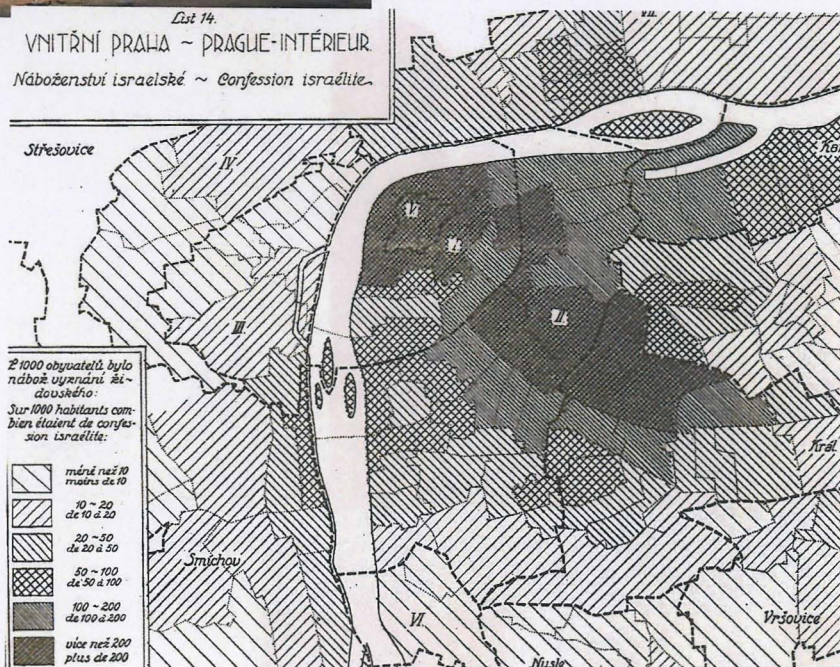 List 14.
VNITŘNÍ PRAHA ~ PRAGUE-INTÉRIEUR.
Náboženství israelské ~ Confession israélite.
VII.
Střešovice
IV.
V.
III.
II.
Z 1000 obyvatelů bylo
nábož. vyznání ži-
dovského:
Sur 1000 habitants com-
bien étaient de confes-
sion israélite:
méně než 10
moins de 10
10 ~ 20
de 10 à 20
20 ~ 50
de 20 à 50
50 ~ 100
de 50 à 100
100 ~ 200
de 100 à 200
více než 200
plus de 200
Král.
Smíchov
VI.
Vršovice
Nusle